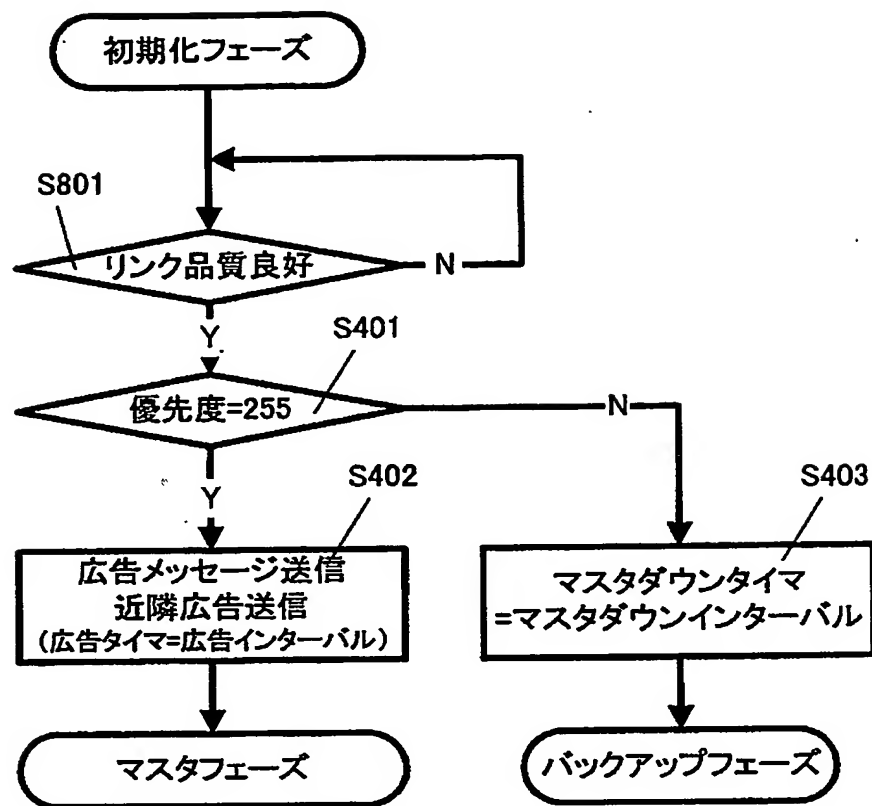 初期化フェーズ
S801
リンク品質良好
N
Y
S401
優先度=255
N
Y
S402
S403
広告メッセージ送信
近隣広告送信
(広告タイマ=広告インターバル)
マスタダウンタイマ
=マスタダウンインターバル
マスタフェーズ
バックアップフェーズ